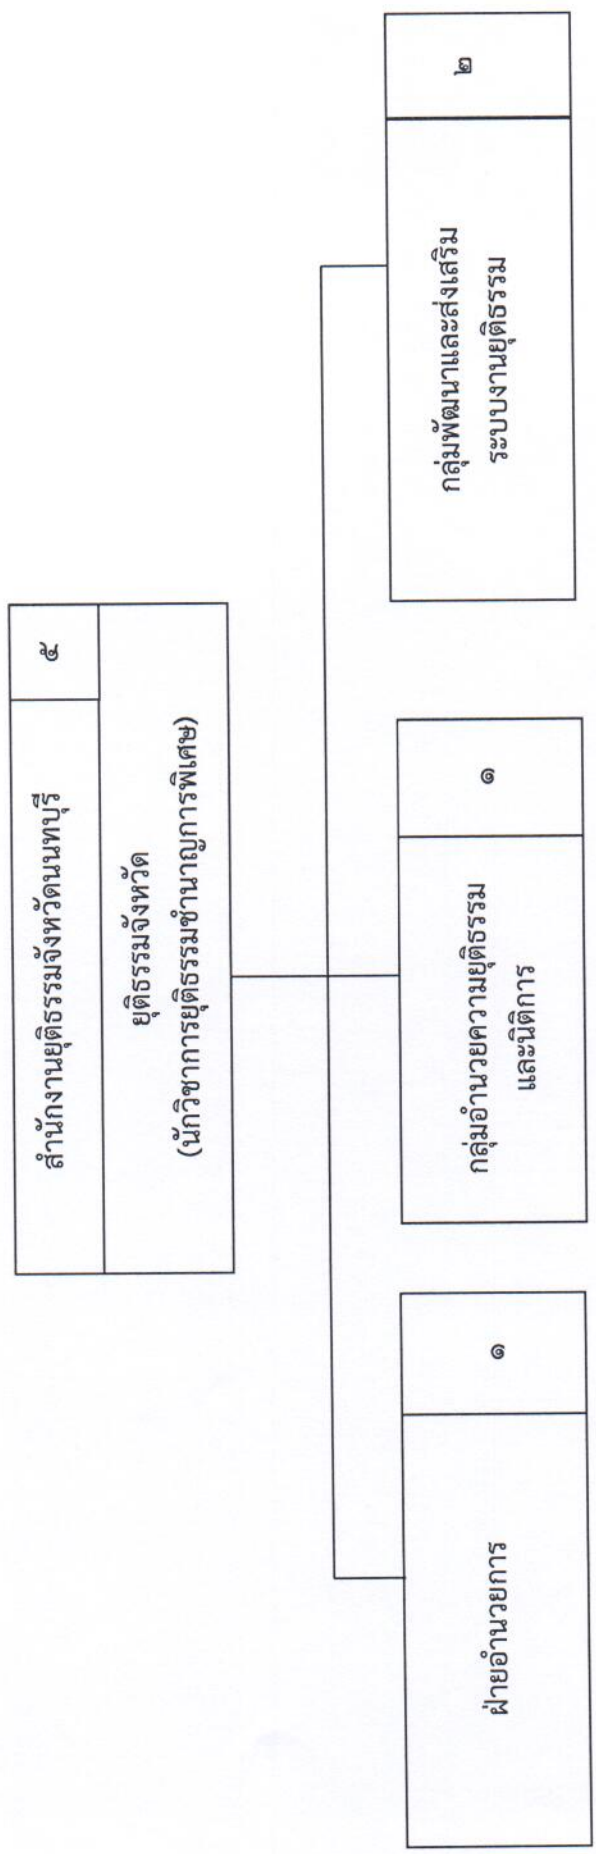 สำนักงานยุติธรรมจังหวัดนนทบุรี
๕
ยุติธรรมจังหวัด
(นักวิชาการยุติธรรมชำนาญการพิเศษ)
ฝ่ายอำนวยการ
๑
กลุ่มอำนวยความยุติธรรม
และนิติการ
๑
กลุ่มพัฒนาและส่งเสริม
ระบบงานยุติธรรม
๒